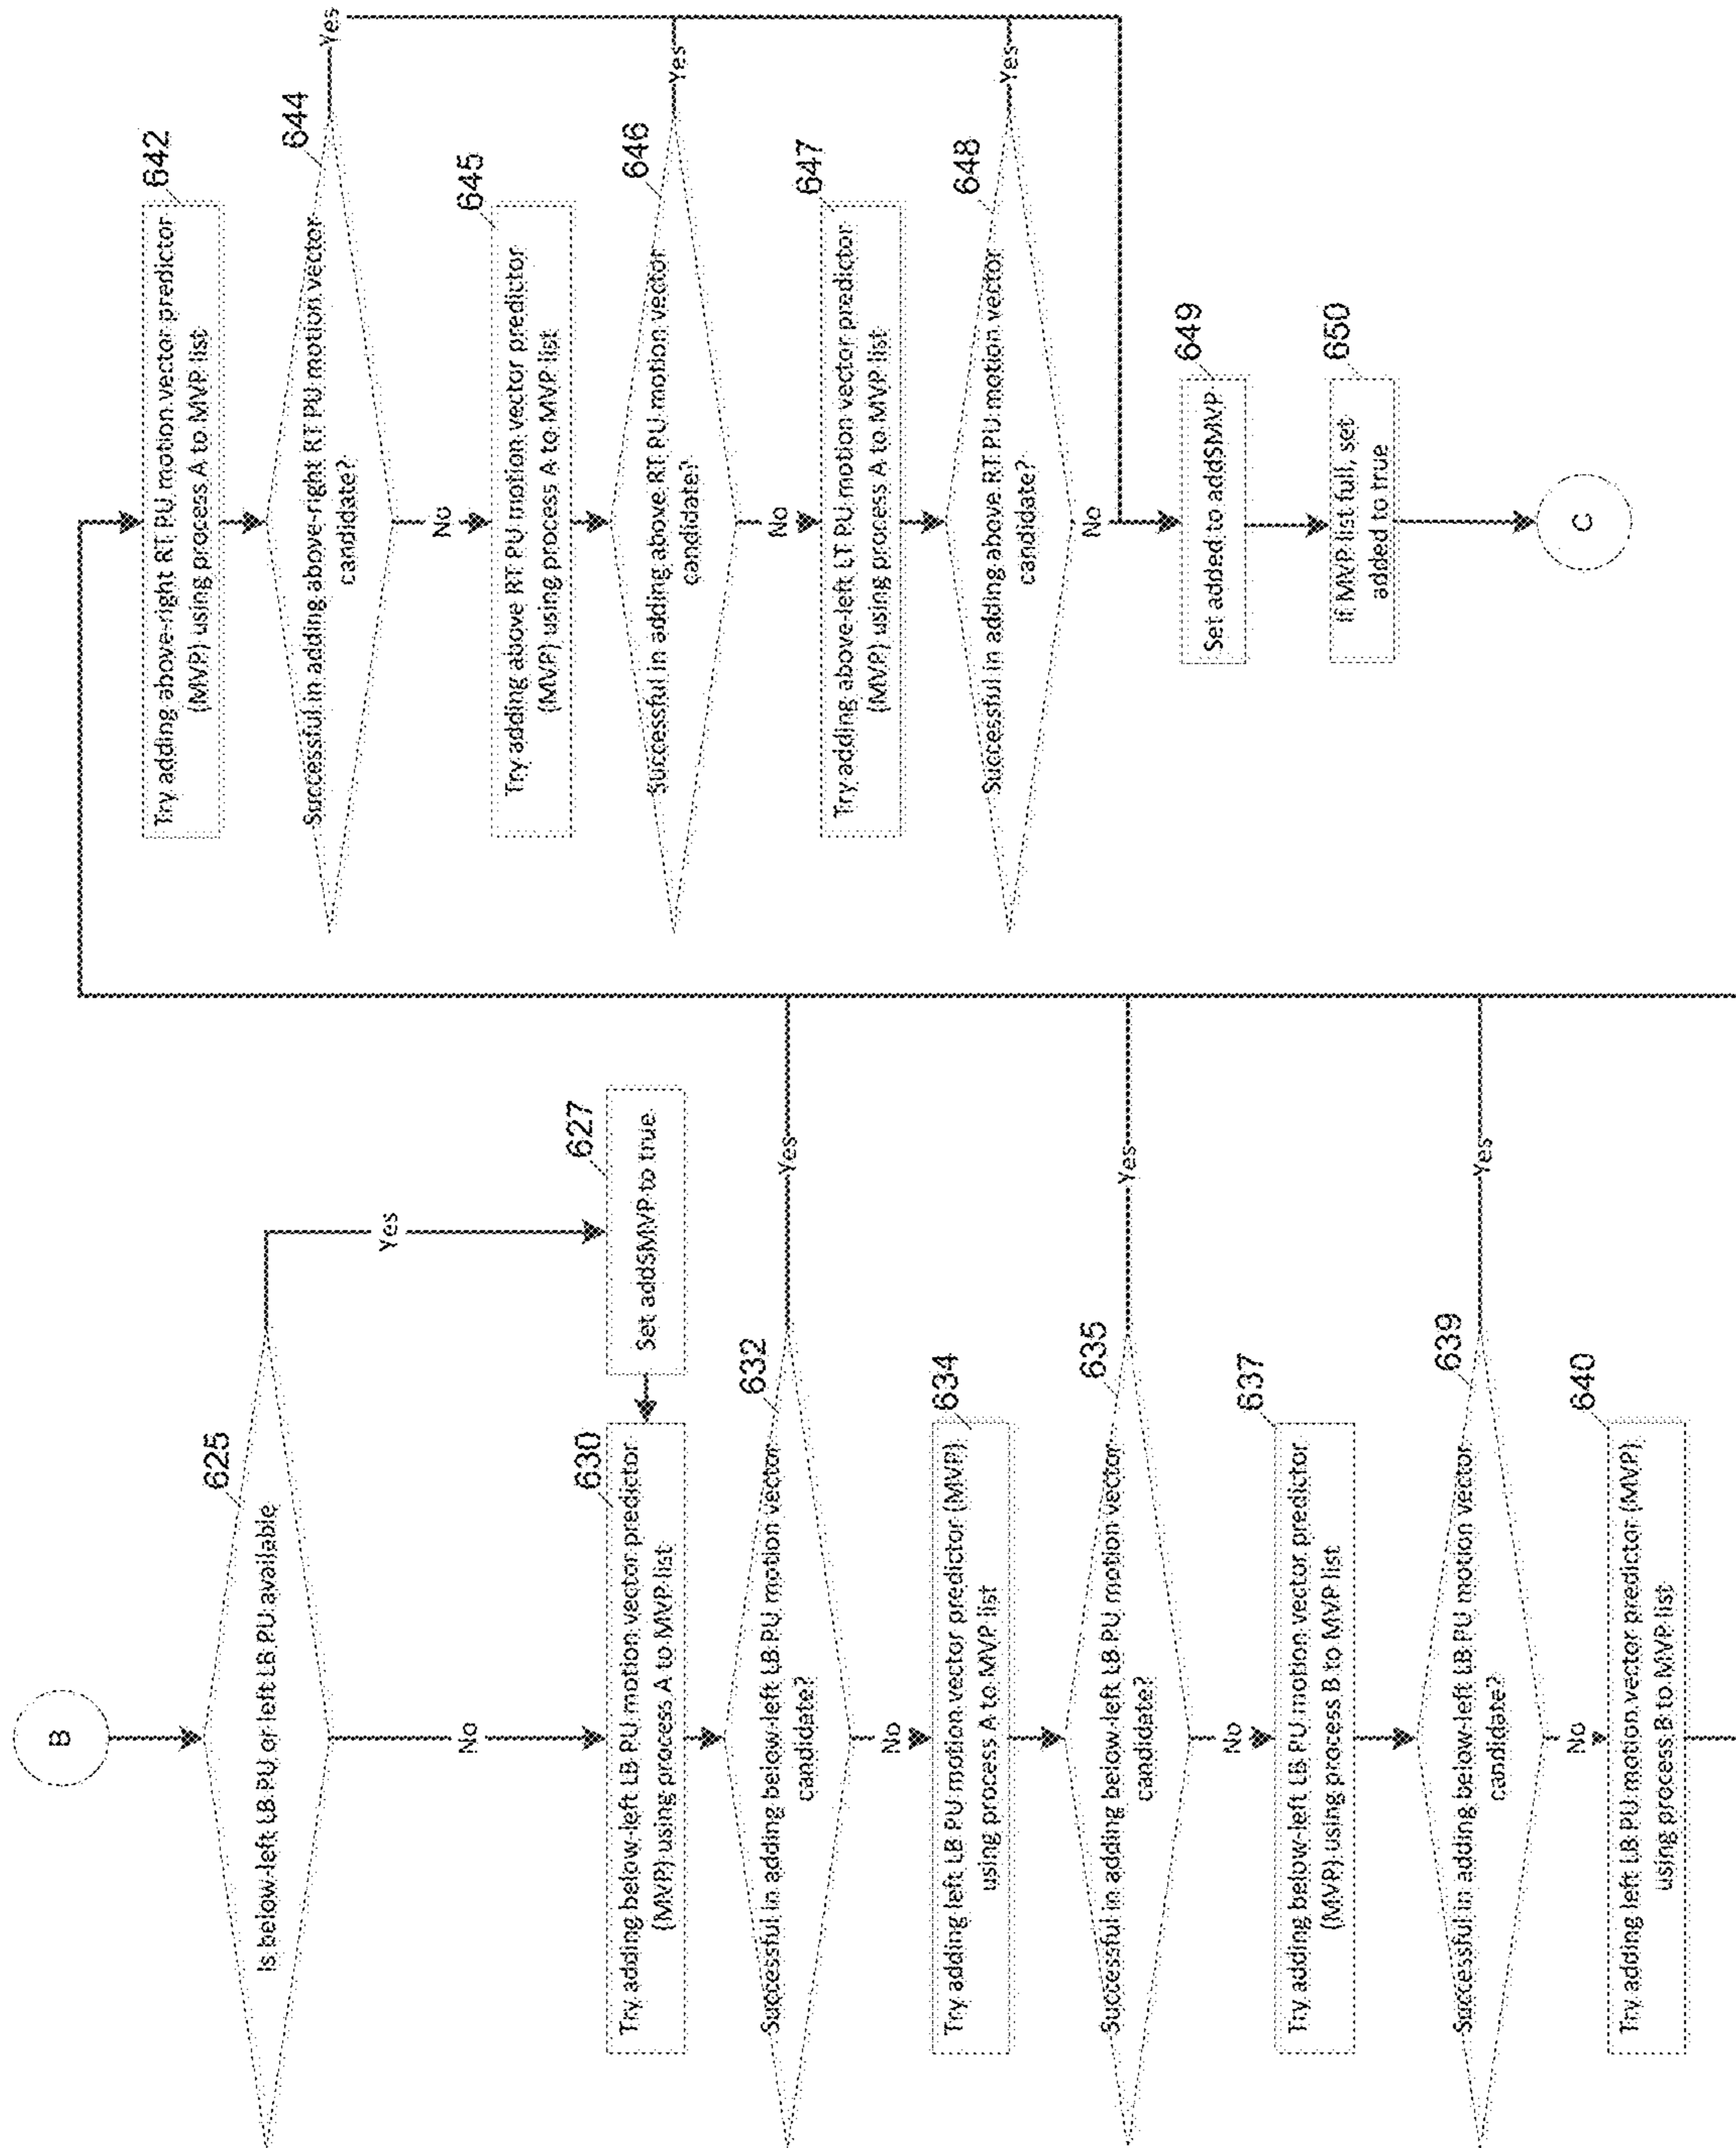 B
625
Is below-left LB PU or left LB PU available
Yes
No
627
Set addSMVP to true
630
Try adding below-left LB PU motion vector predictor
(MVP) using process A to MVP list
632
Successful in adding below-left LB PU motion vector
candidate?
Yes
No
634
Try adding left LB PU motion vector predictor (MVP)
using process A to MVP list
635
Successful in adding below-left LB PU motion vector
candidate?
Yes
No
637
Try adding below-left LB PU motion vector predictor
(MVP) using process B to MVP list
639
Successful in adding below-left LB PU motion vector
candidate?
Yes
No
640
Try adding left LB PU motion vector predictor (MVP)
using process B to MVP list
642
Try adding above-right RT PU motion vector predictor
(MVP) using process A to MVP list
644
Successful in adding above-right RT PU motion vector
candidate?
Yes
No
645
Try adding above RT PU motion vector predictor
(MVP) using process A to MVP list
646
Successful in adding above RT PU motion vector
candidate?
Yes
No
647
Try adding above-left LT PU motion vector predictor
(MVP) using process A to MVP list
648
Successful in adding above RT PU motion vector
candidate?
Yes
No
649
Set added to addSMVP
650
If MVP list full, set
added to true
C